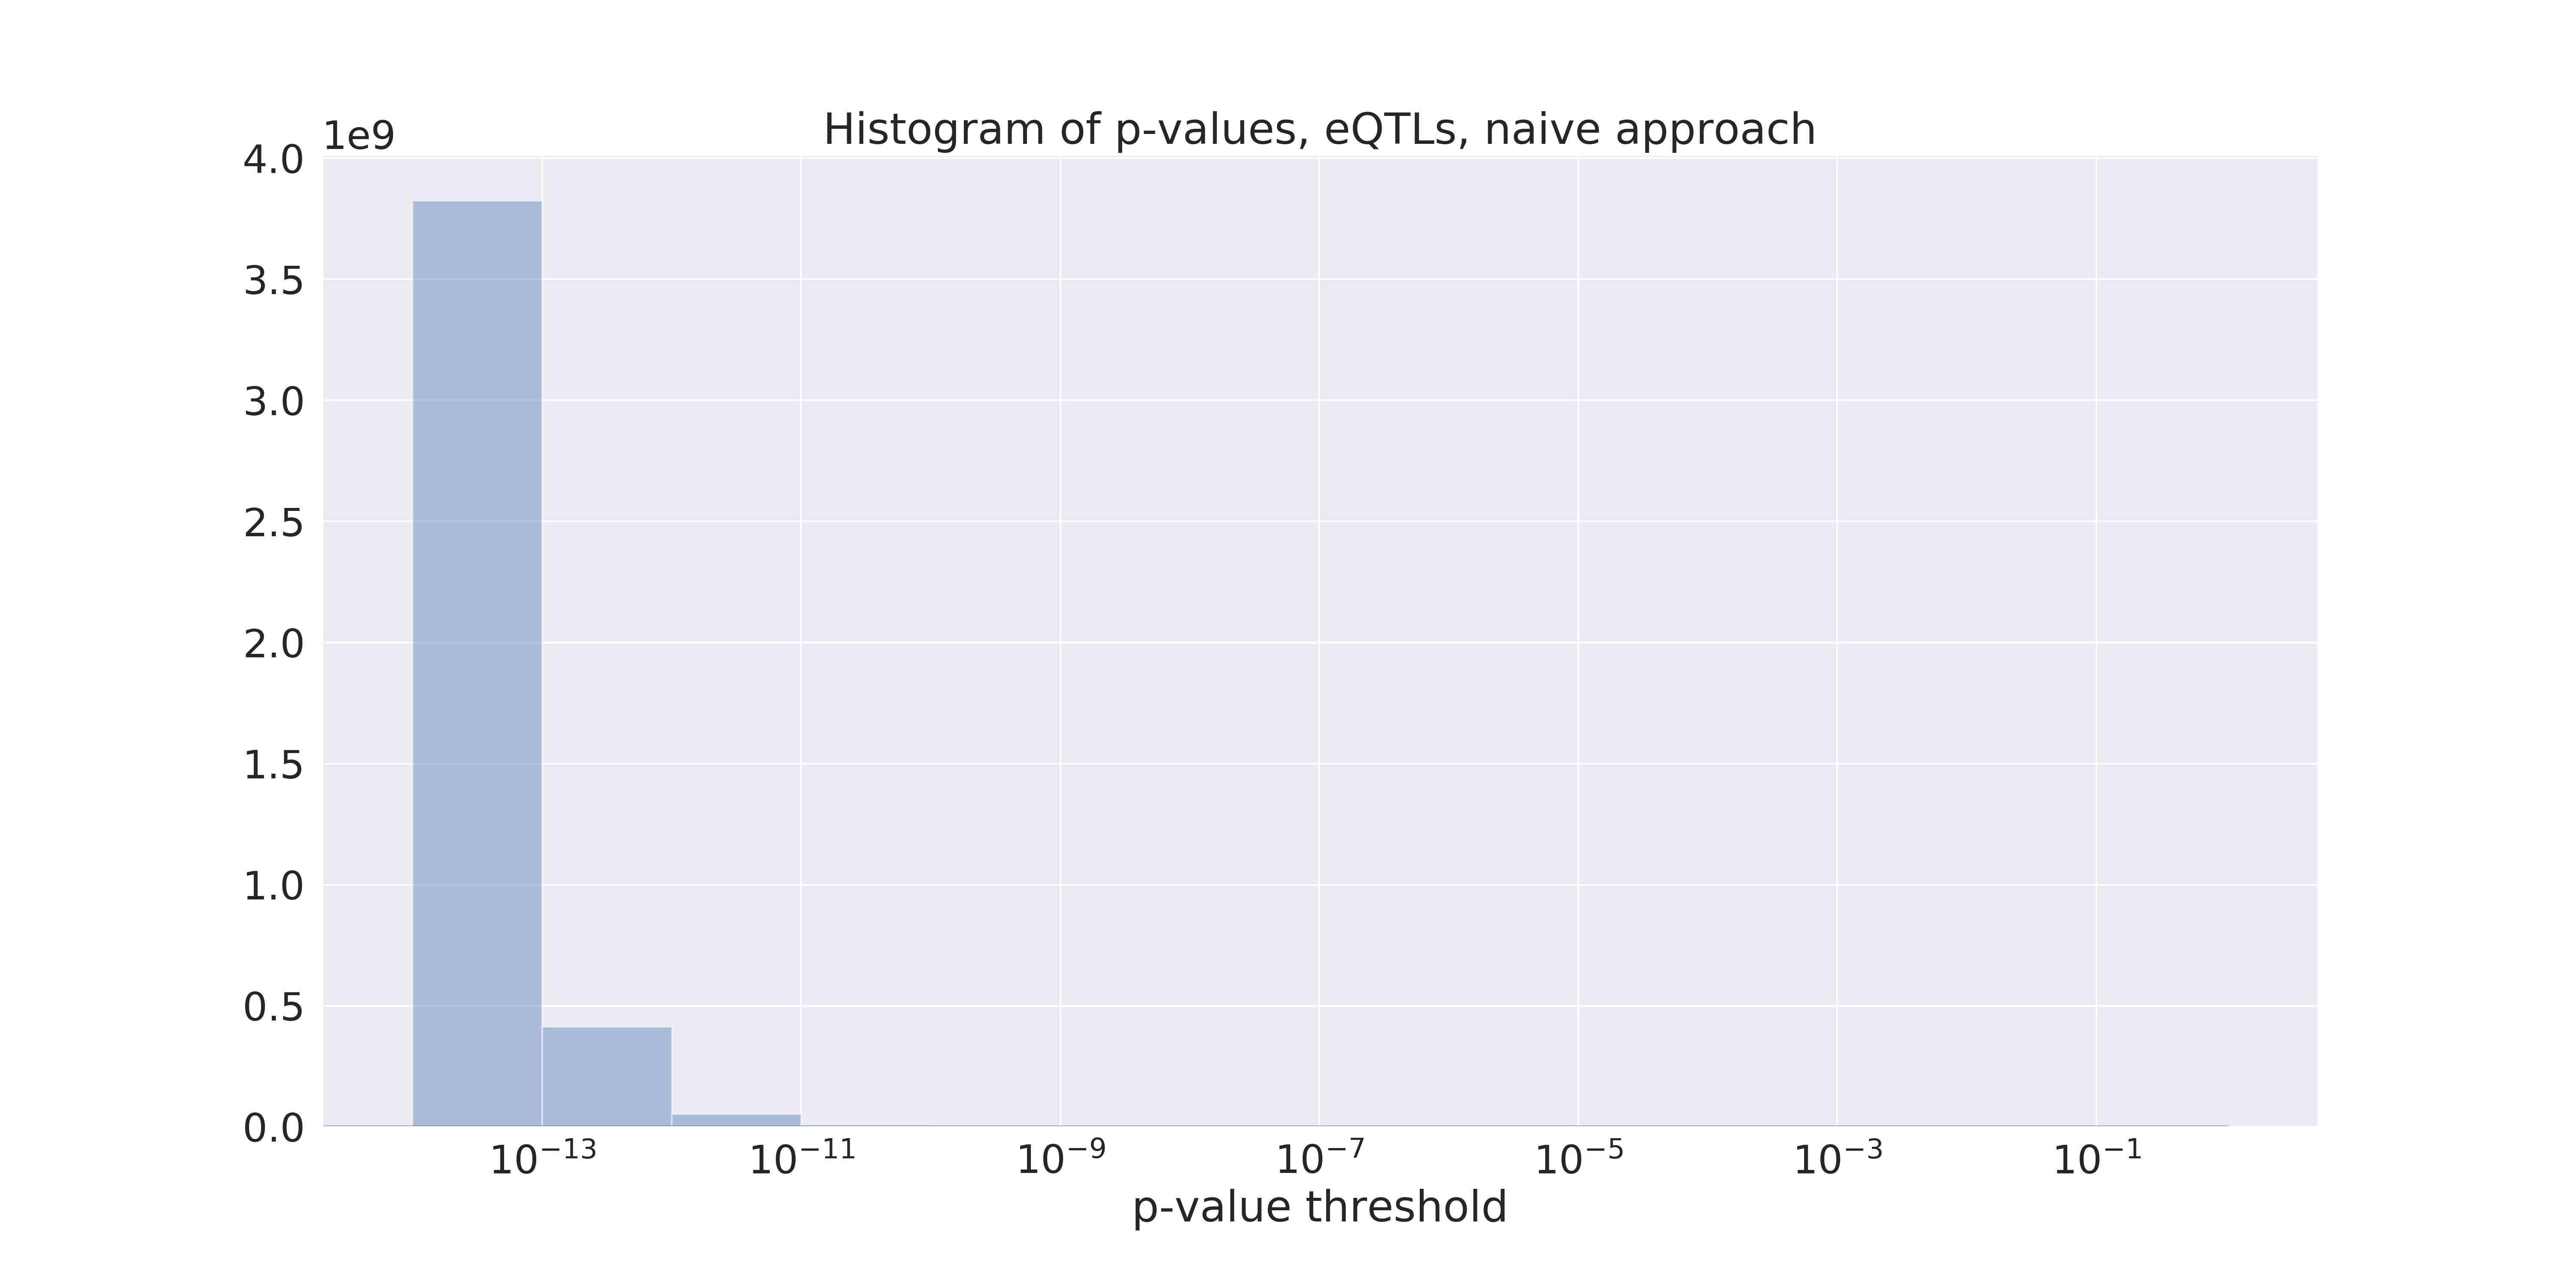 Histogram of p-values, eQTLs, naive approach
1e9
4.0
3.5
3.0
2.5
2.0
1.5
1.0
0.5
0.0
10⁻¹³ 10⁻¹¹ 10⁻⁹ 10⁻⁷ 10⁻⁵ 10⁻³ 10⁻¹
p-value threshold